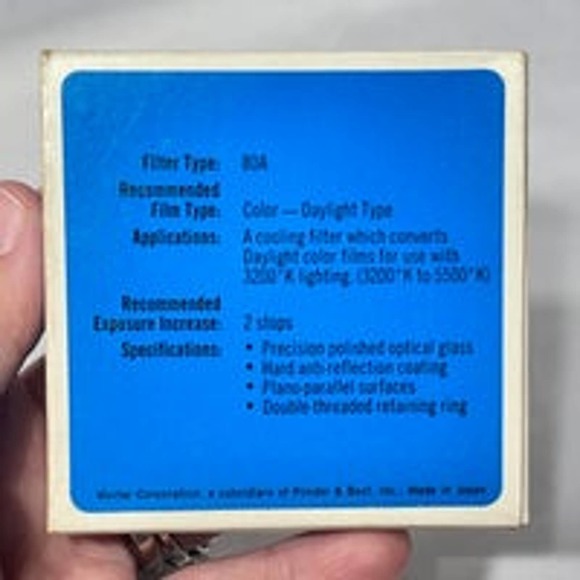 Filter Type: 80A
Recommended
Film Type: Color — Daylight Type
Applications: A cooling filter which converts
Daylight color films for use with
3200°K lighting. (3200°K to 5500°K)
Recommended
Exposure Increase: 2 stops
Specifications: • Precision polished optical glass
• Hard anti-reflection coating
• Plano-parallel surfaces
• Double threaded retaining ring
Corporation, a subsidiary of Ponder & Best, Inc., Made in Japan